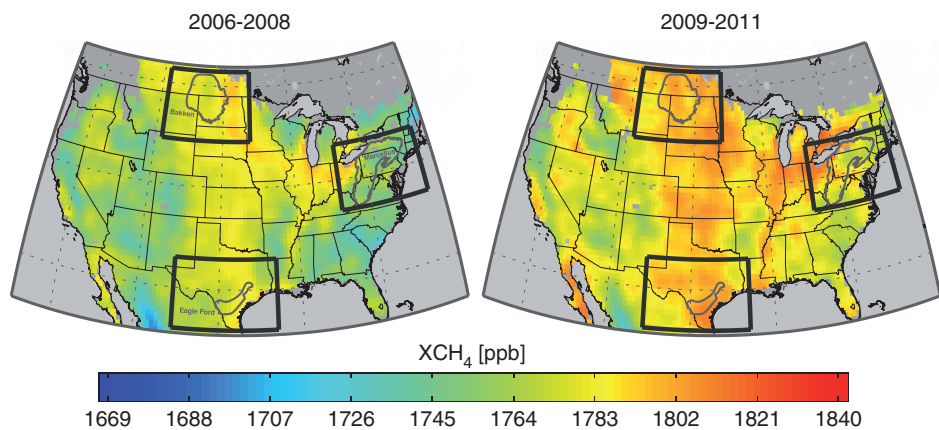 2006-2008
2009-2011
Bakken
Marcellus
Eagle Ford
XCH₄ [ppb]
1669 1688 1707 1726 1745 1764 1783 1802 1821 1840